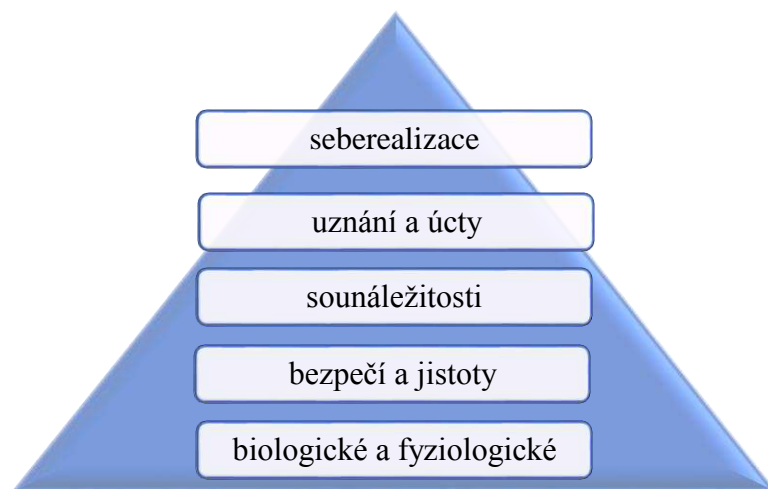 seberealizace
uznání a úcty
sounáležitosti
bezpečí a jistoty
biologické a fyziologické